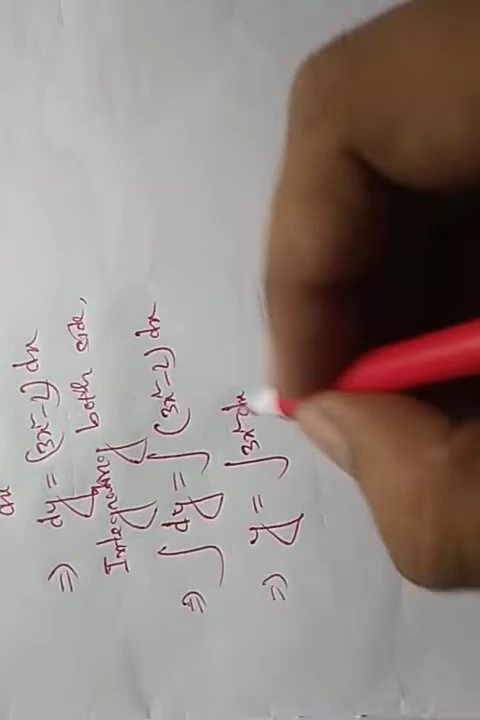 dx
⇒ dy = (3x²-2) dx
Integrating both side,
⇒ ∫ dy = ∫ (3x²-2) dx
⇒ y = ∫ 3x² dx